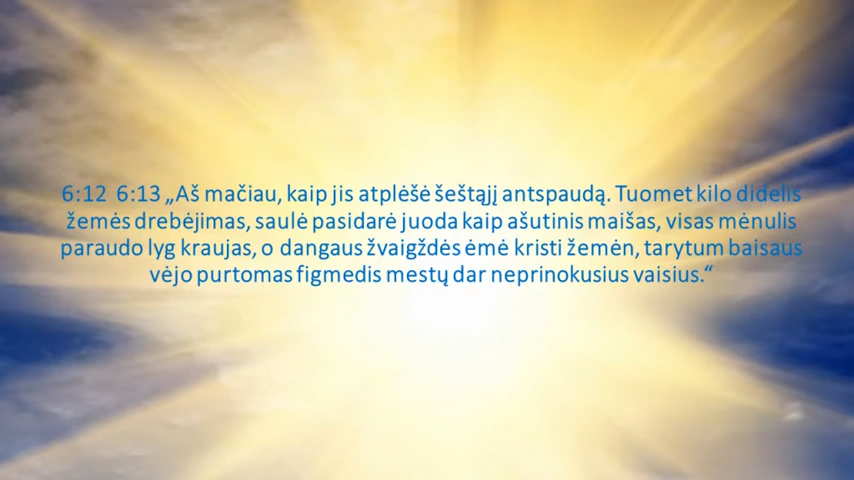 6:12 6:13 „Aš mačiau, kaip jis atplėšė šeštąjį antspaudą. Tuomet kilo didelis
žemės drebėjimas, saulė pasidarė juoda kaip ašutinis maišas, visas mėnulis
paraudo lyg kraujas, o dangaus žvaigždės ėmė kristi žemėn, tarytum baisaus
vėjo purtomas figmedis mestų dar neprinokusius vaisius.“